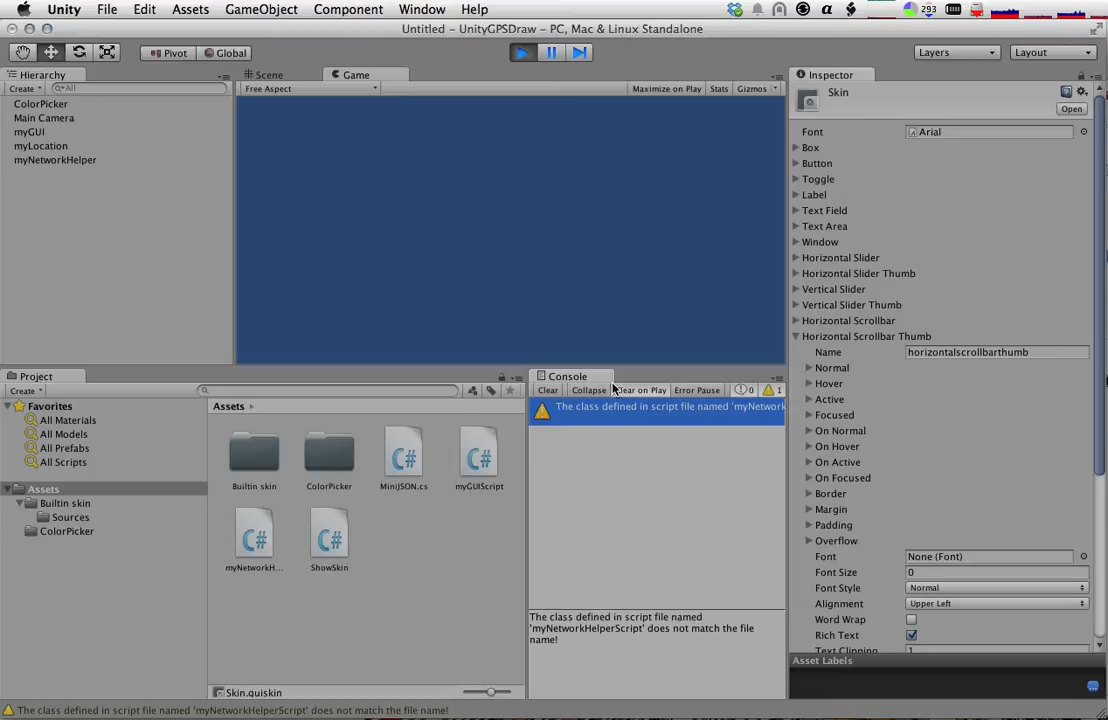 Unity File Edit Assets GameObject Component Window Help 293
Untitled - UnityGPSDraw - PC, Mac & Linux Standalone
Pivot Global Layers Layout
Hierarchy Scene Game Inspector
Create All Free Aspect Maximize on Play Stats Gizmos
Skin
Open
ColorPicker
Main Camera
myGUI
myLocation
myNetworkHelper
Font Arial
Box
Button
Toggle
Label
Text Field
Text Area
Window
Horizontal Slider
Horizontal Slider Thumb
Vertical Slider
Vertical Slider Thumb
Horizontal Scrollbar
Horizontal Scrollbar Thumb
Name horizontalscrollbarthumb
Normal
Hover
Active
Focused
On Normal
On Hover
On Active
On Focused
Border
Margin
Padding
Overflow
Font None (Font)
Font Size 0
Font Style Normal
Alignment Upper Left
Word Wrap
Rich Text
Text Clipping 1
Asset Labels
Project
Create
Favorites
All Materials
All Models
All Prefabs
All Scripts
Assets
Builtin skin
Sources
ColorPicker
Assets
Builtin skin ColorPicker MiniJSON.cs myGUIScript
myNetworkH... ShowSkin
Skin.guiskin
Console
Clear Collapse lear on Play Error Pause 0 1
The class defined in script file named 'myNetwork
The class defined in script file named
'myNetworkHelperScript' does not match the file
name!
The class defined in script file named 'myNetworkHelperScript' does not match the file name!